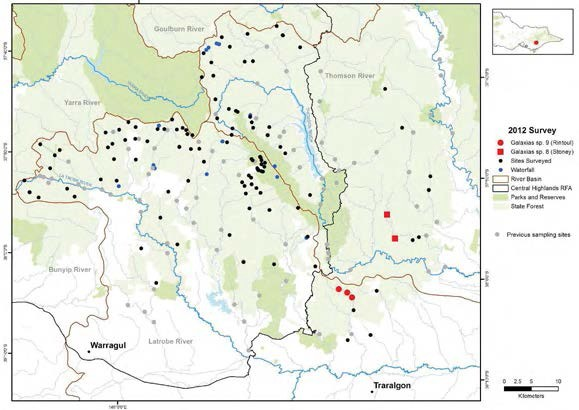 Goulburn River
Thomson River
Yarra River
Bunyip River
Latrobe River
Warragul
Traralgon
2012 Survey
Galaxias sp. 9 (Rintoul)
Galaxias sp. 8 (Stoney)
Sites Surveyed
Waterfall
River Basin
Central Highlands RFA
Parks and Reserves
State Forest
Previous sampling sites
0 2.5 5 10
Kilometers